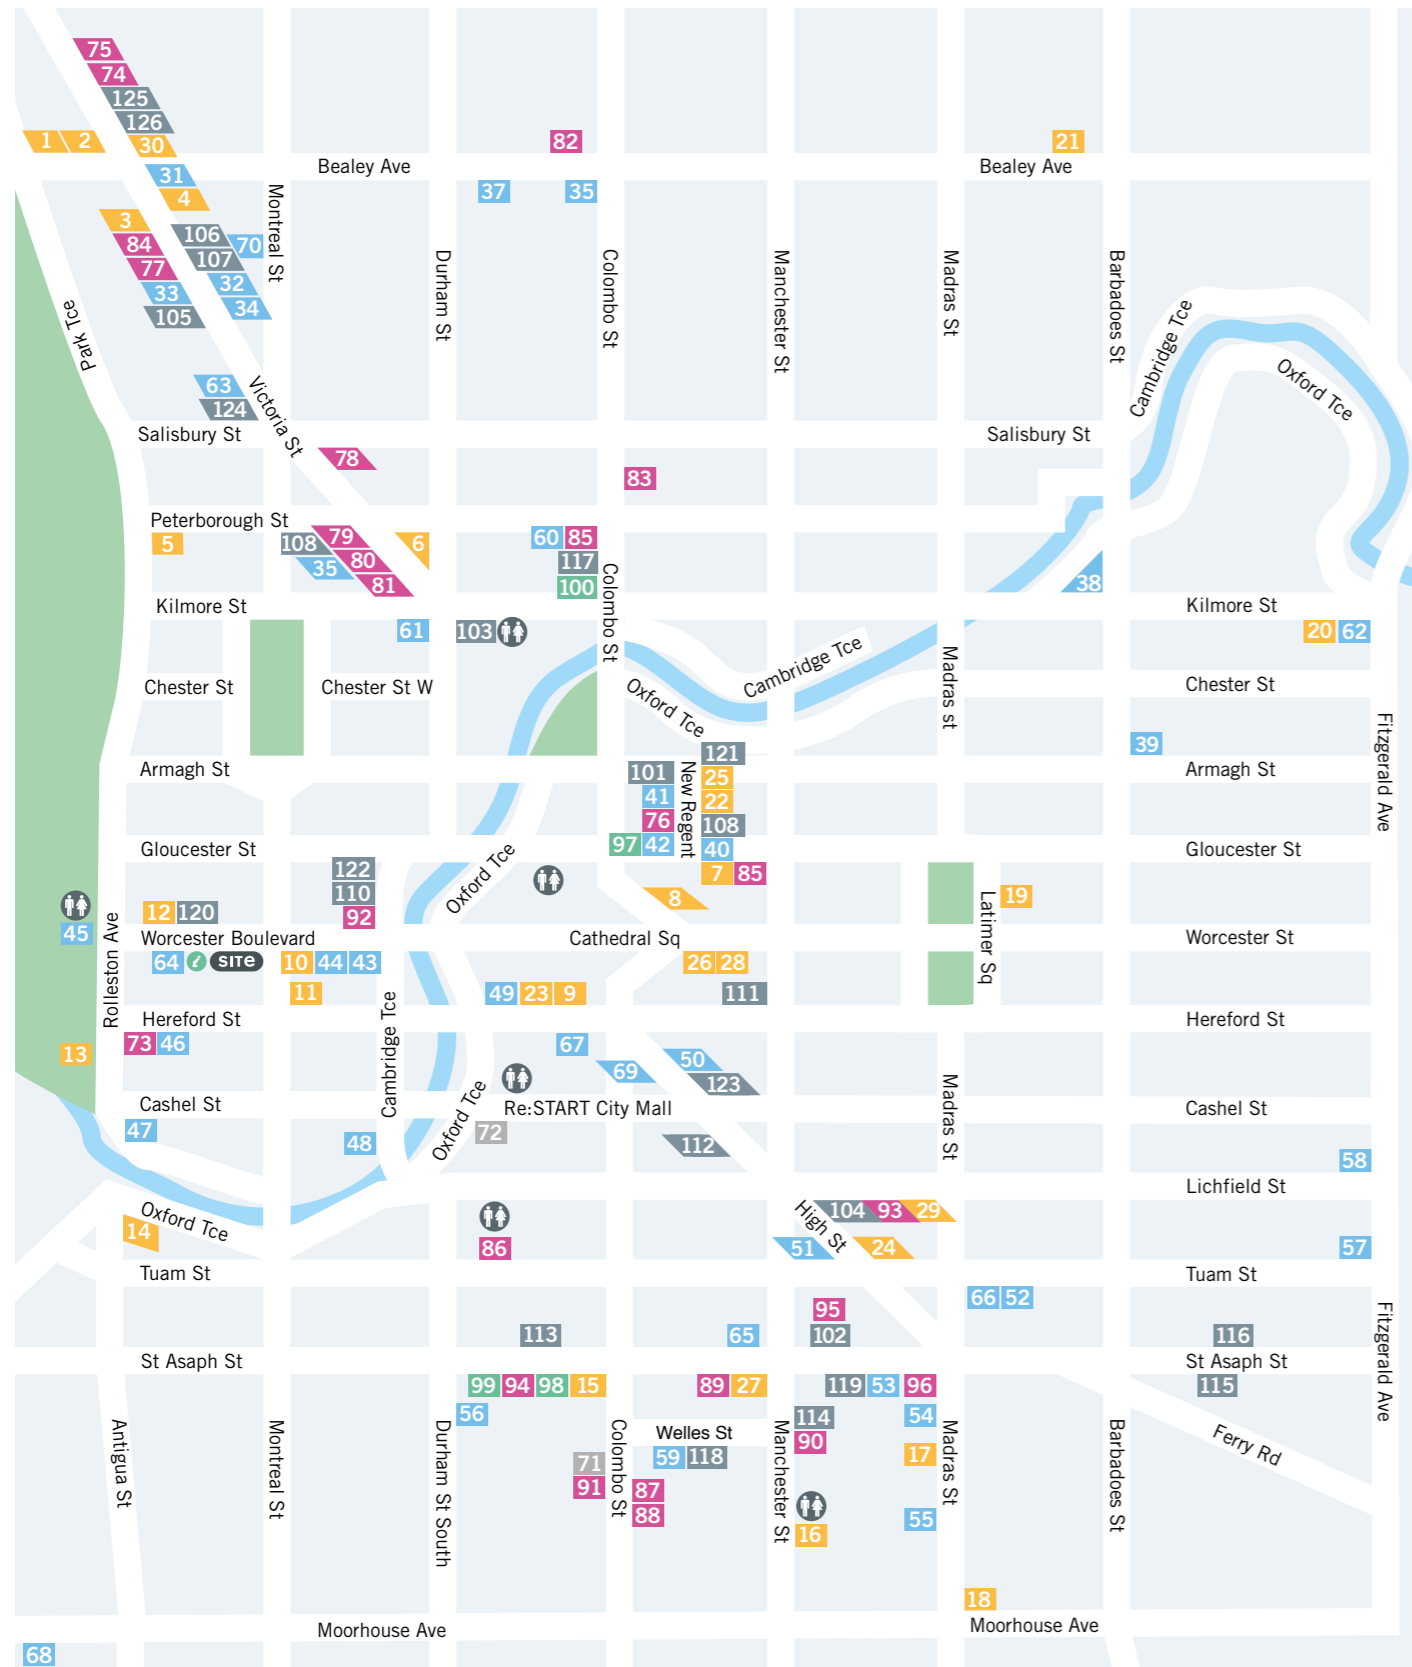 75
74
125
126
1 2
30
82
21
Bealey Ave
Bealey Ave
31
4
37
35
Montreal St
3
84
77
33
105
106
107
70
32
34
Park Tce
Durham St
Colombo St
Manchester St
Madras St
Barbadoes St
Cambridge Tce
Oxford Tce
63
124
Victoria St
Salisbury St
Salisbury St
78
83
Peterborough St
5
108
79
35
80
81
6
60 85
117
100
Colombo St
38
Kilmore St
Kilmore St
61
103
20 62
Chester St
Chester St W
Cambridge Tce
Oxford Tce
Madras st
Chester St
39
Fitzgerald Ave
Armagh St
Armagh St
121
101
25
41
22
76
108
97 42
40
7 85
New Regent
Gloucester St
Gloucester St
122
110
92
Oxford Tce
8
19
Latimer Sq
12 120
45
Rolleston Ave
Worcester Boulevard
Cathedral Sq
Worcester St
64 i SITE
10 44 43
11
26 28
49 23 9
111
Cambridge Tce
Hereford St
Hereford St
73 46
13
67
69
50
123
Oxford Tce
Madras St
Cashel St
Re:START City Mall
Cashel St
47
48
72
112
58
Lichfield St
Oxford Tce
14
86
High St
104 93 29
51
24
57
Tuam St
Tuam St
66 52
95
102
113
65
116
Fitzgerald Ave
St Asaph St
St Asaph St
99 94 98 15
89 27
119 53 96
115
56
114
54
90
17
Antigua St
Montreal St
Durham St South
Colombo St
Welles St
59 118
Manchester St
Madras St
Barbadoes St
Ferry Rd
71
91
87
88
16
55
18
Moorhouse Ave
Moorhouse Ave
68